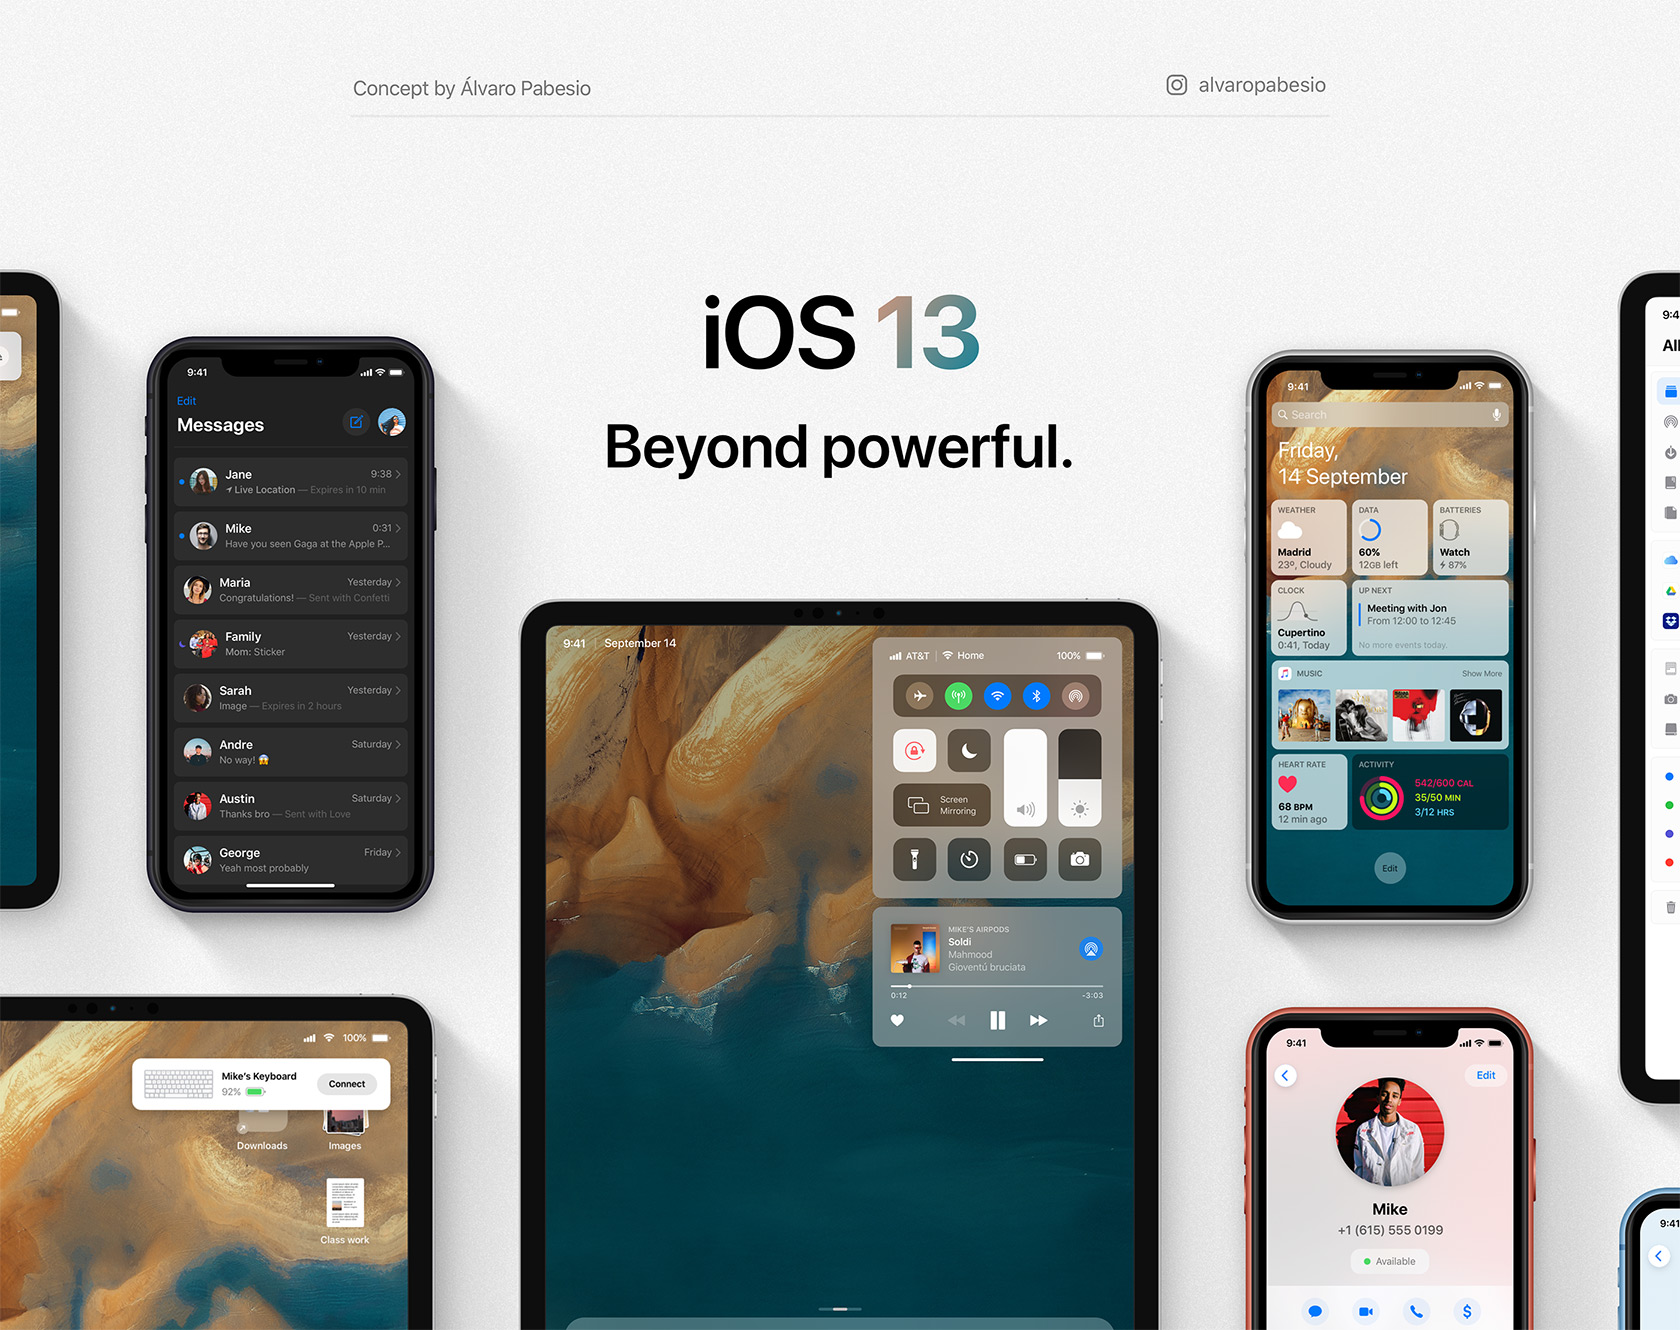 Concept by Álvaro Pabesio
alvaropabesio
iOS 13
Beyond powerful.
9:41
Edit
Messages
Jane
9:38
Live Location — Expires in 10 min
Mike
0:31
Have you seen Gaga at the Apple P...
Maria
Yesterday
Congratulations! — Sent with Confetti
Family
Yesterday
Mom: Sticker
Sarah
Yesterday
Image — Expires in 2 hours
Andre
Saturday
No way! 😱
Austin
Saturday
Thanks bro — Sent with Love
George
Friday
Yeah most probably
9:41
September 14
AT&T
Home
100%
Screen
Mirroring
MIKE'S AIRPODS
Soldi
Mahmood
Gioventú bruciata
0:12
-3:03
9:41
Search
Friday,
14 September
WEATHER
Madrid
23º, Cloudy
DATA
60%
12GB left
BATTERIES
Watch
87%
CLOCK
Cupertino
0:41, Today
UP NEXT
Meeting with Jon
From 12:00 to 12:45
No more events today.
MUSIC
Show More
HEART RATE
68 BPM
12 min ago
ACTIVITY
542/600 CAL
35/50 MIN
3/12 HRS
Edit
9:4
All
100%
Mike's Keyboard
92%
Connect
Downloads
Images
Class work
9:41
Edit
Mike
+1 (615) 555 0199
Available
9:41